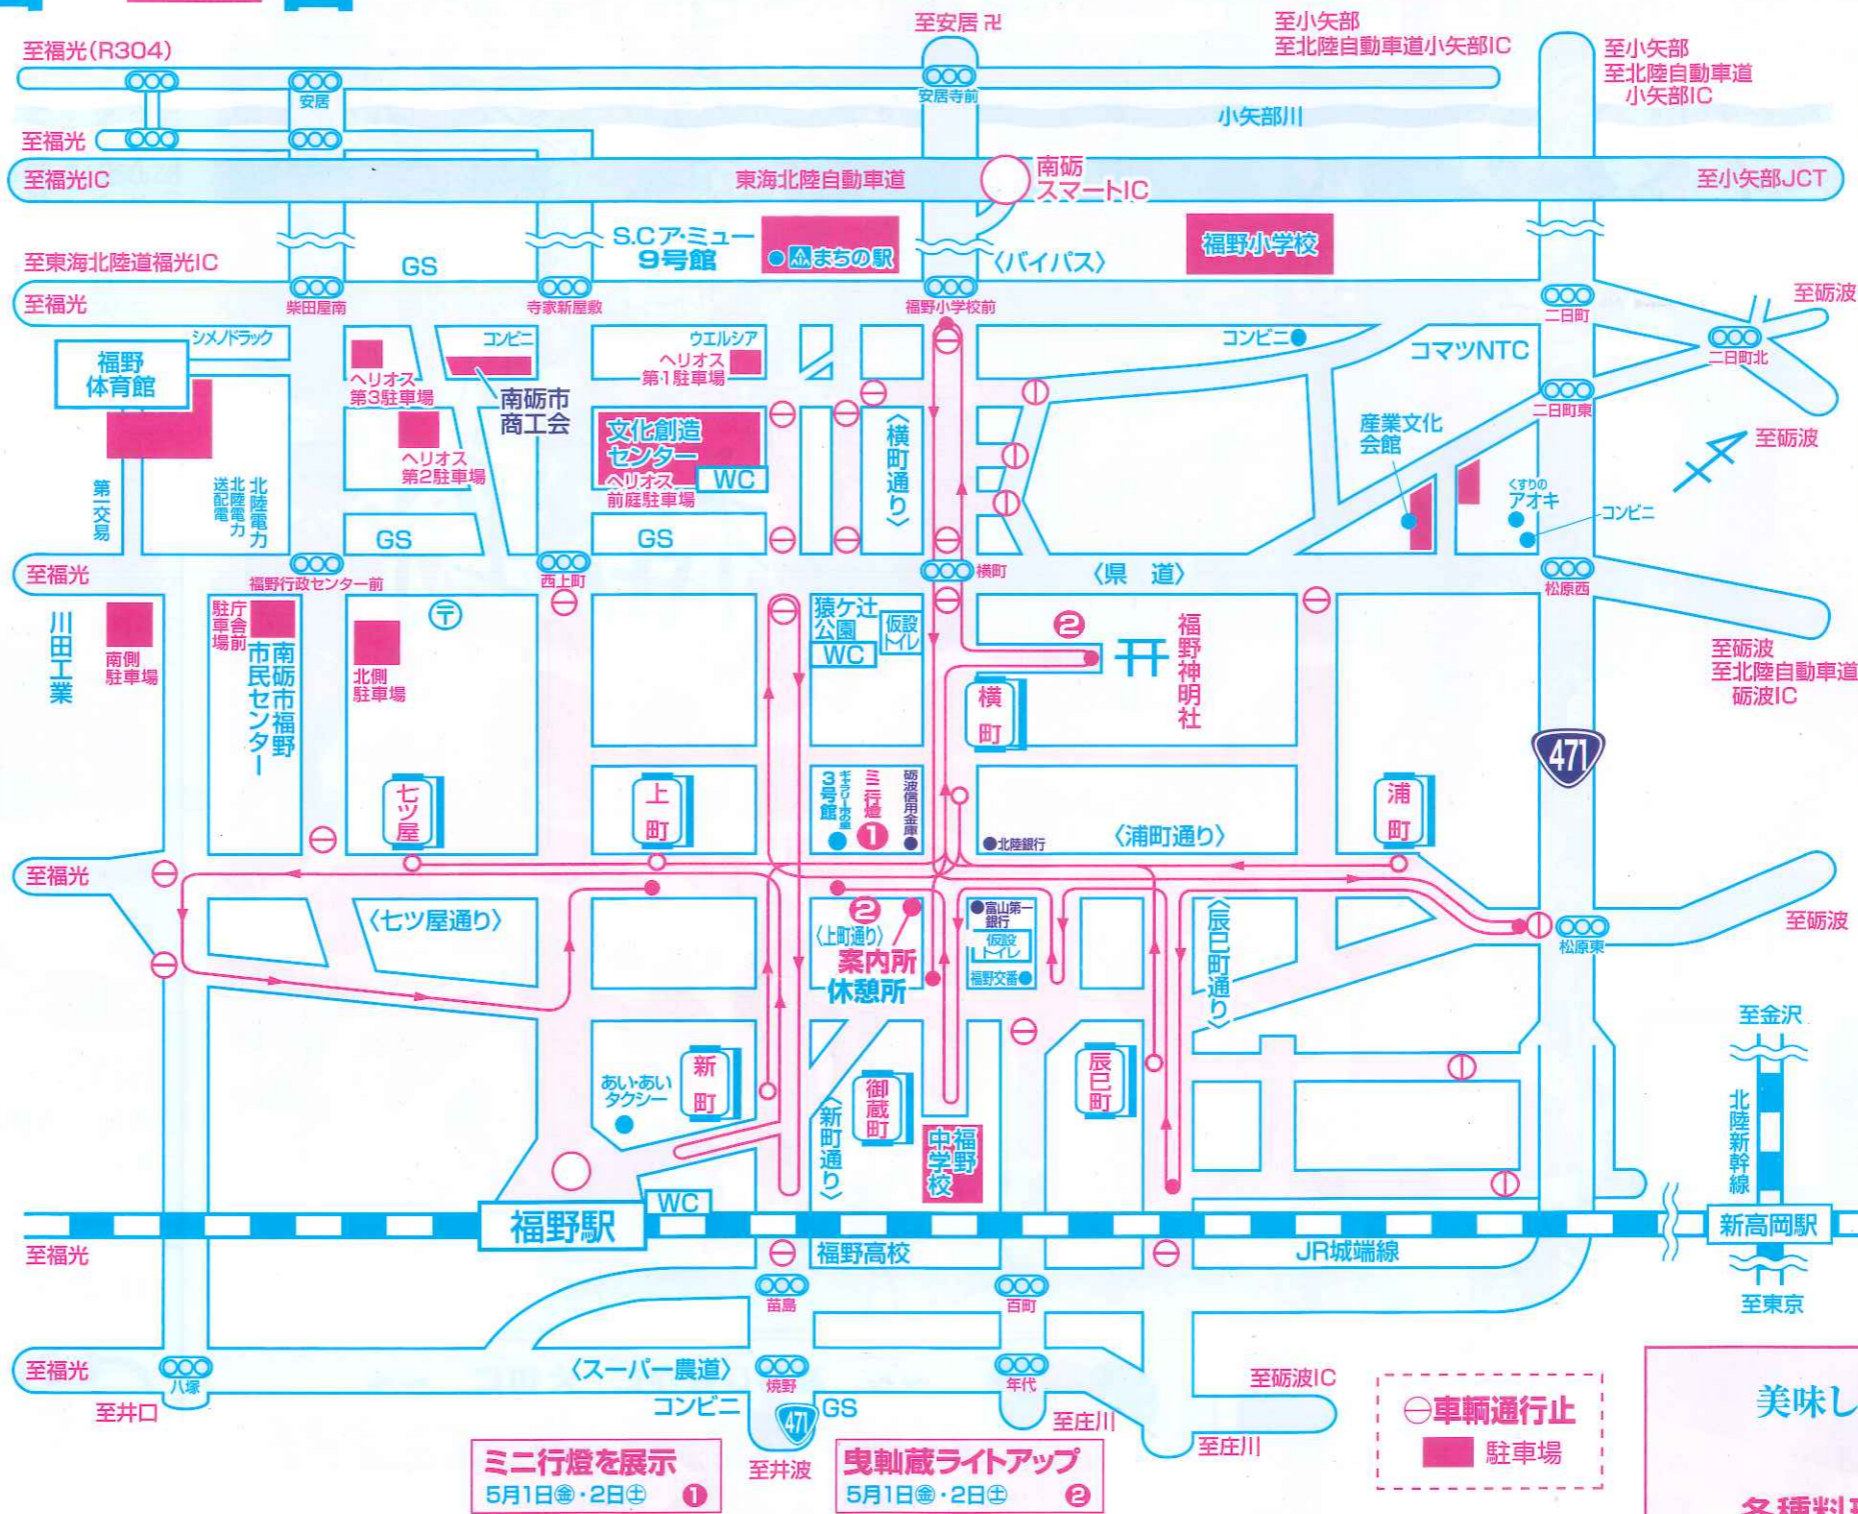 至安居卍
至小矢部
至北陸自動車道小矢部IC
至小矢部
至北陸自動車道
小矢部IC
至福光(R304)
安居
安居寺前
小矢部川
至福光
至福光IC
東海北陸自動車道
南砺
スマートIC
至小矢部JCT
至東海北陸道福光IC
GS
S.Cア・ミュー
9号館
まちの駅
〈バイパス〉
福野小学校
至福光
柴田屋南
寺家新屋敷
福野小学校前
二日町
至砺波
二日町北
シメノドラック
福野
体育館
ヘリオス
第3駐車場
コンビニ
南砺市
商工会
ウエルシア
ヘリオス
第1駐車場
コンビニ
コマツNTC
二日町東
至砺波
ヘリオス
第2駐車場
文化創造
センター
ヘリオス
前庭駐車場
WC
〈横町通り〉
産業文化
会館
くすりの
アオキ
コンビニ
第一交易
北陸電力
送配電
北陸電力
GS
GS
至福光
福野行政センター前
西上町
横町
〈県 道〉
松原西
川田工業
南側
駐車場
庁舎前
駐車場
南砺市福野
市民センター
北側
駐車場
〒
猿ケ辻
公園
WC
仮設
トイレ
2
福野神明社
至砺波
至北陸自動車道
砺波IC
横町
471
七ツ屋
上町
ギャラリー市の里
3号館
ミニ行燈
1
砺波信用金庫
北陸銀行
〈浦町通り〉
浦町
至福光
〈七ツ屋通り〉
2
〈上町通り〉
案内所
休憩所
富山第一
銀行
仮設
トイレ
福野交番
〈辰巳町通り〉
松原東
至砺波
あい・あい
タクシー
新町
〈新町通り〉
御蔵町
福野
中学校
辰巳町
至金沢
北陸新幹線
福野駅
WC
新高岡駅
至福光
福野高校
JR城端線
苗島
百町
至東京
至福光
八塚
〈スーパー農道〉
焼野
年代
至井口
コンビニ
471
GS
至井波
至庄川
至庄川
至砺波IC
車輌通行止
駐車場
ミニ行燈を展示
5月1日㊎・2日㊏ 1
曳軕蔵ライトアップ
5月1日㊎・2日㊏ 2
美味し
各種料